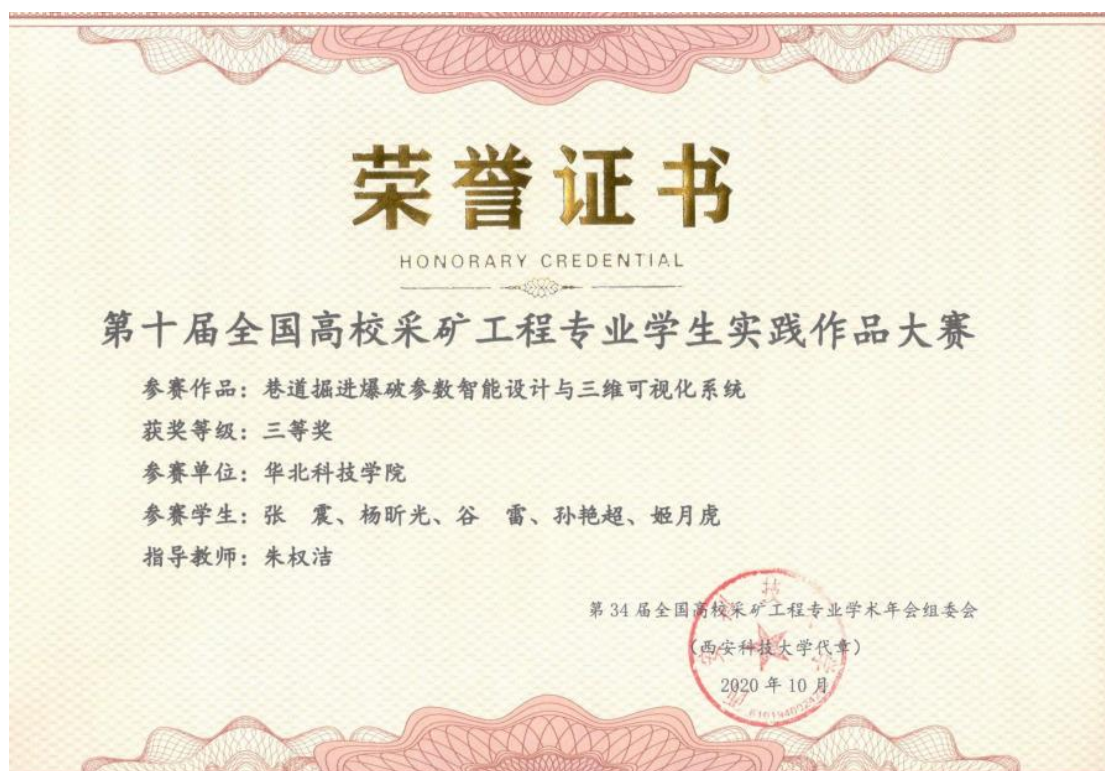 荣誉证书
HONORARY CREDENTIAL
第十届全国高校采矿工程专业学生实践作品大赛
参赛作品：巷道掘进爆破参数智能设计与三维可视化系统
获奖等级：三等奖
参赛单位：华北科技学院
参赛学生：张 震、杨昕光、谷 雷、孙艳超、姬月虎
指导教师：朱权洁
第34届全国高校采矿工程专业学术年会组委会
（西安科技大学代章）
2020年10月